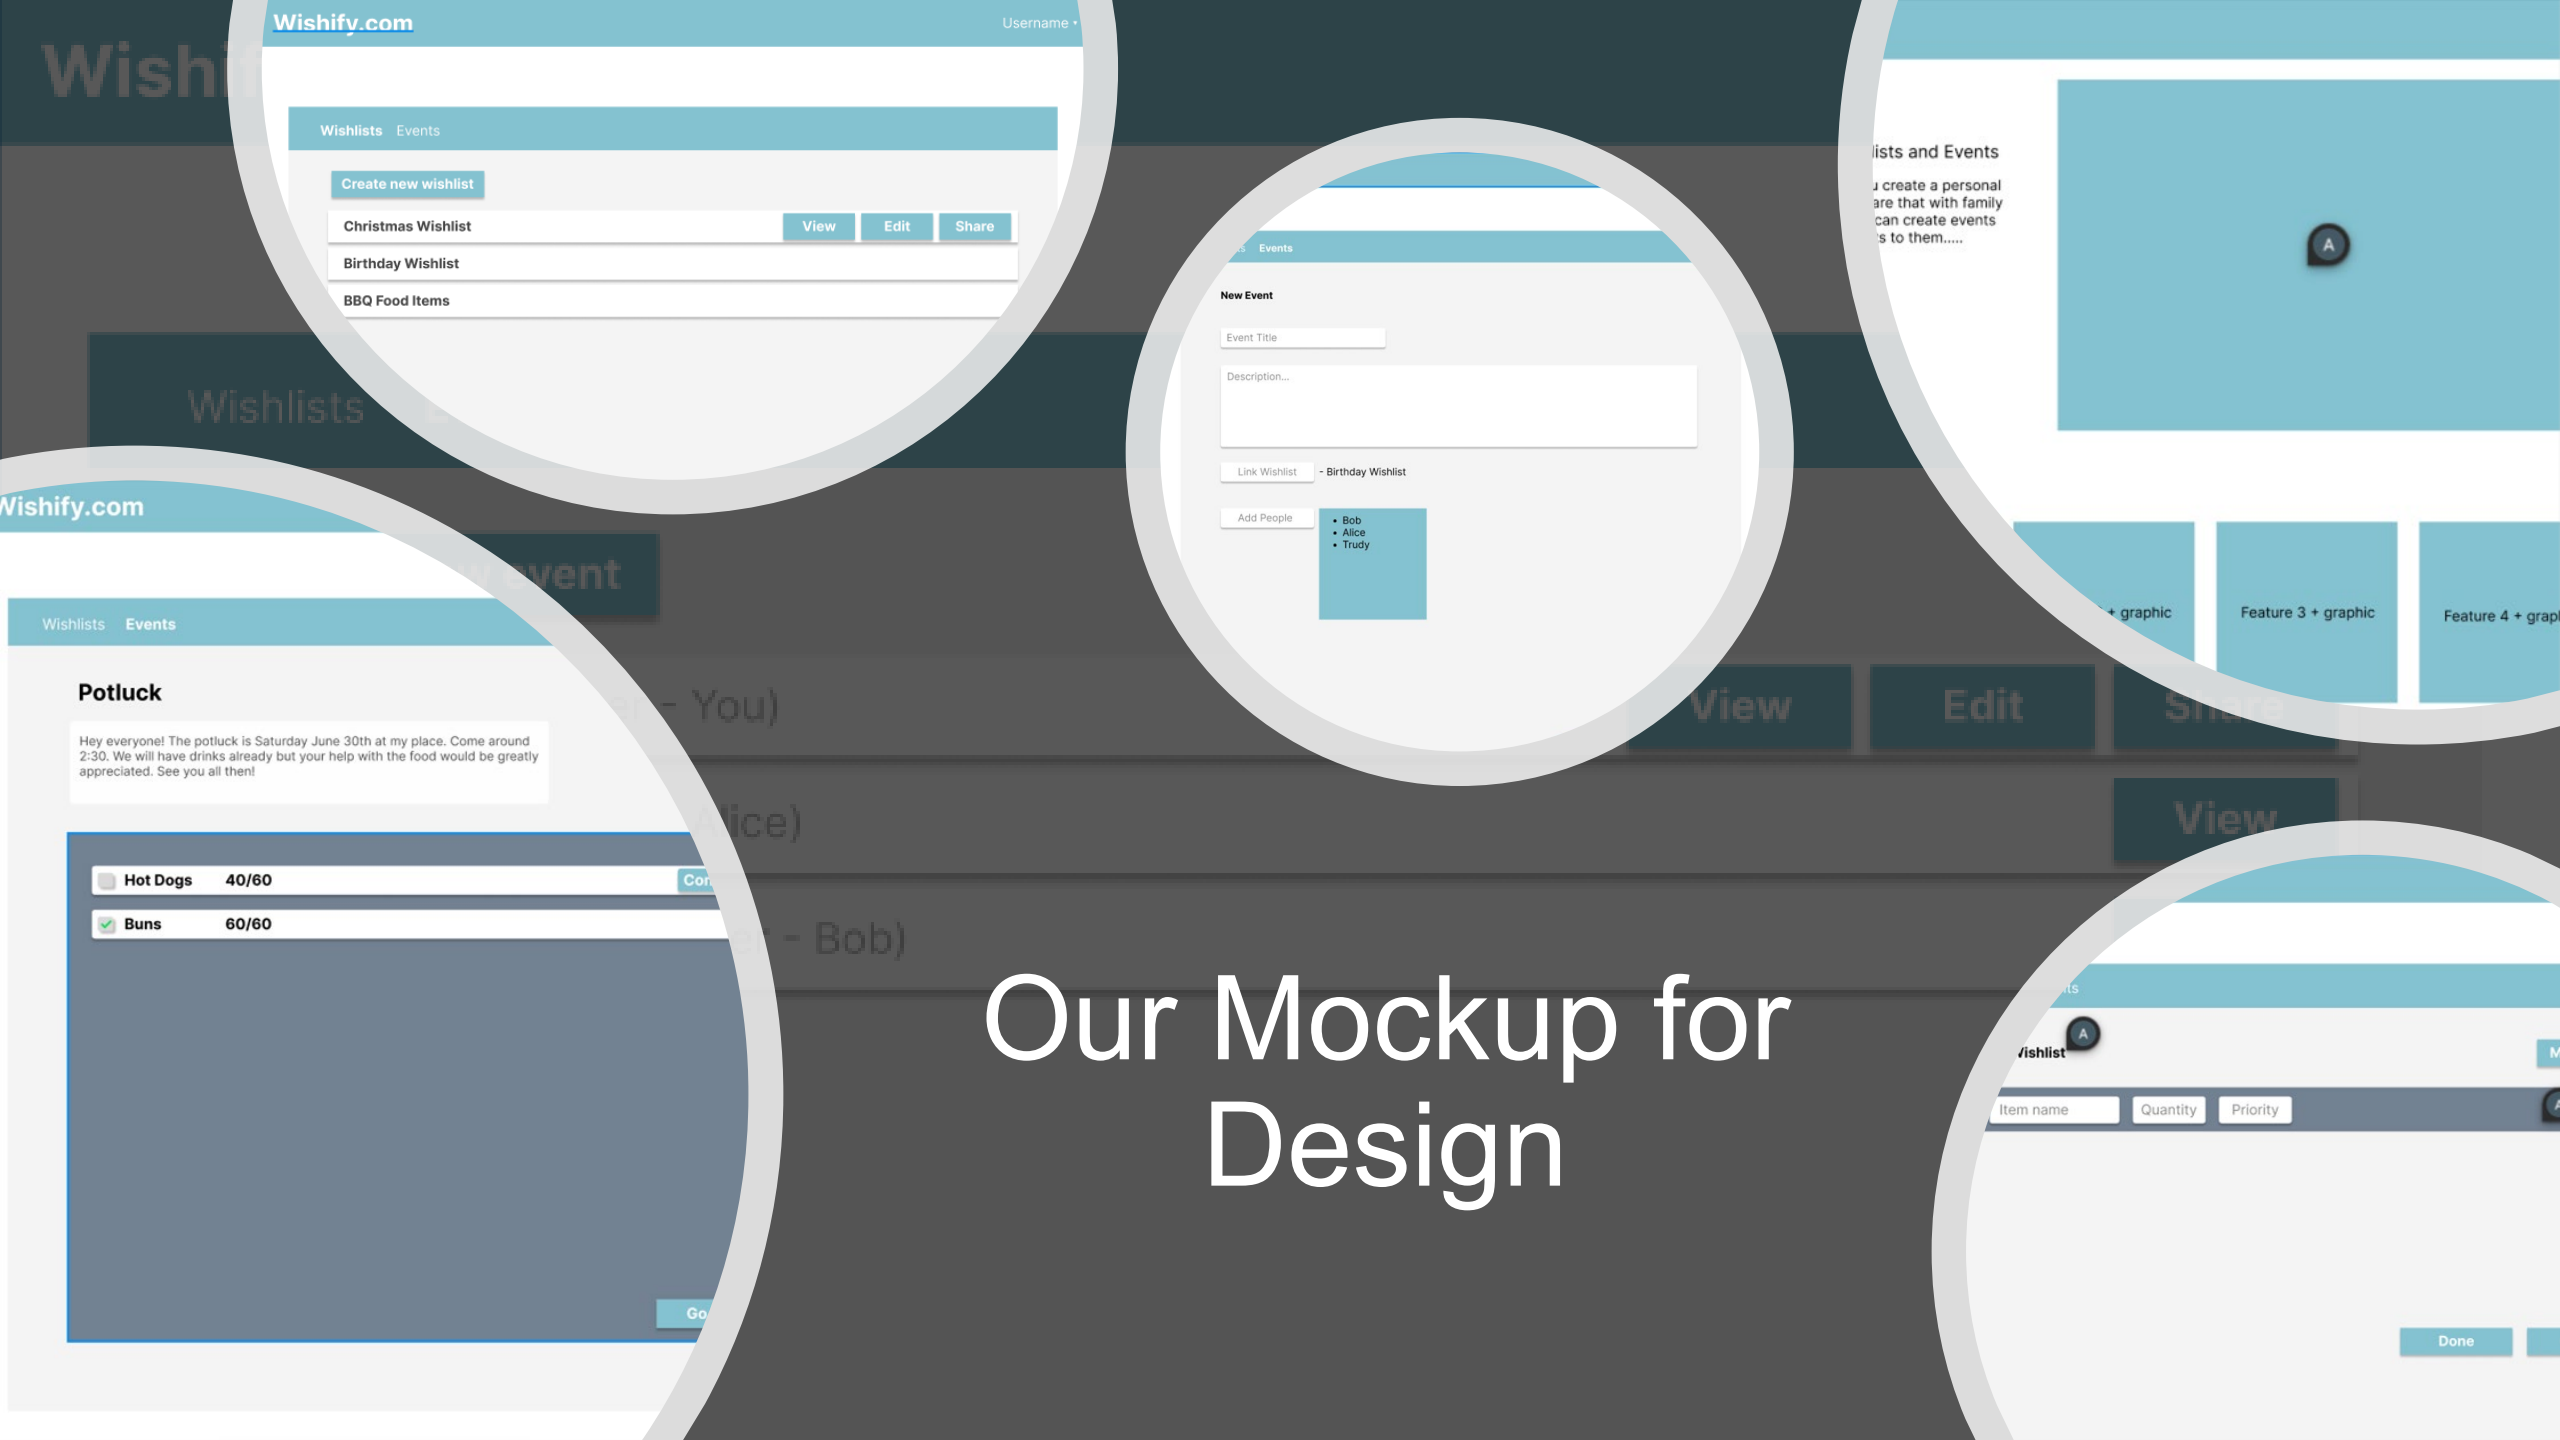 Wishify.com
Username
Wishlists Events
Create new wishlist
Christmas Wishlist View Edit Share
Birthday Wishlist
BBQ Food Items
Events
New Event
Event Title
Description...
Link Wishlist - Birthday Wishlist
Add People
• Bob
• Alice
• Trudy
and Events
create a personal
that with family
can create events
to them.....
A
+ graphic
Feature 3 + graphic
Feature 4 +
Wishlists
event
- You)
View Edit Share
View
- Bob)
Wishify.com
Wishlists Events
Potluck
Hey everyone! The potluck is Saturday June 30th at my place. Come around
2:30. We will have drinks already but your help with the food would be greatly
appreciated. See you all then!
Hot Dogs 40/60
Buns 60/60
Our Mockup for
Design
A
Item name Quantity Priority
Done